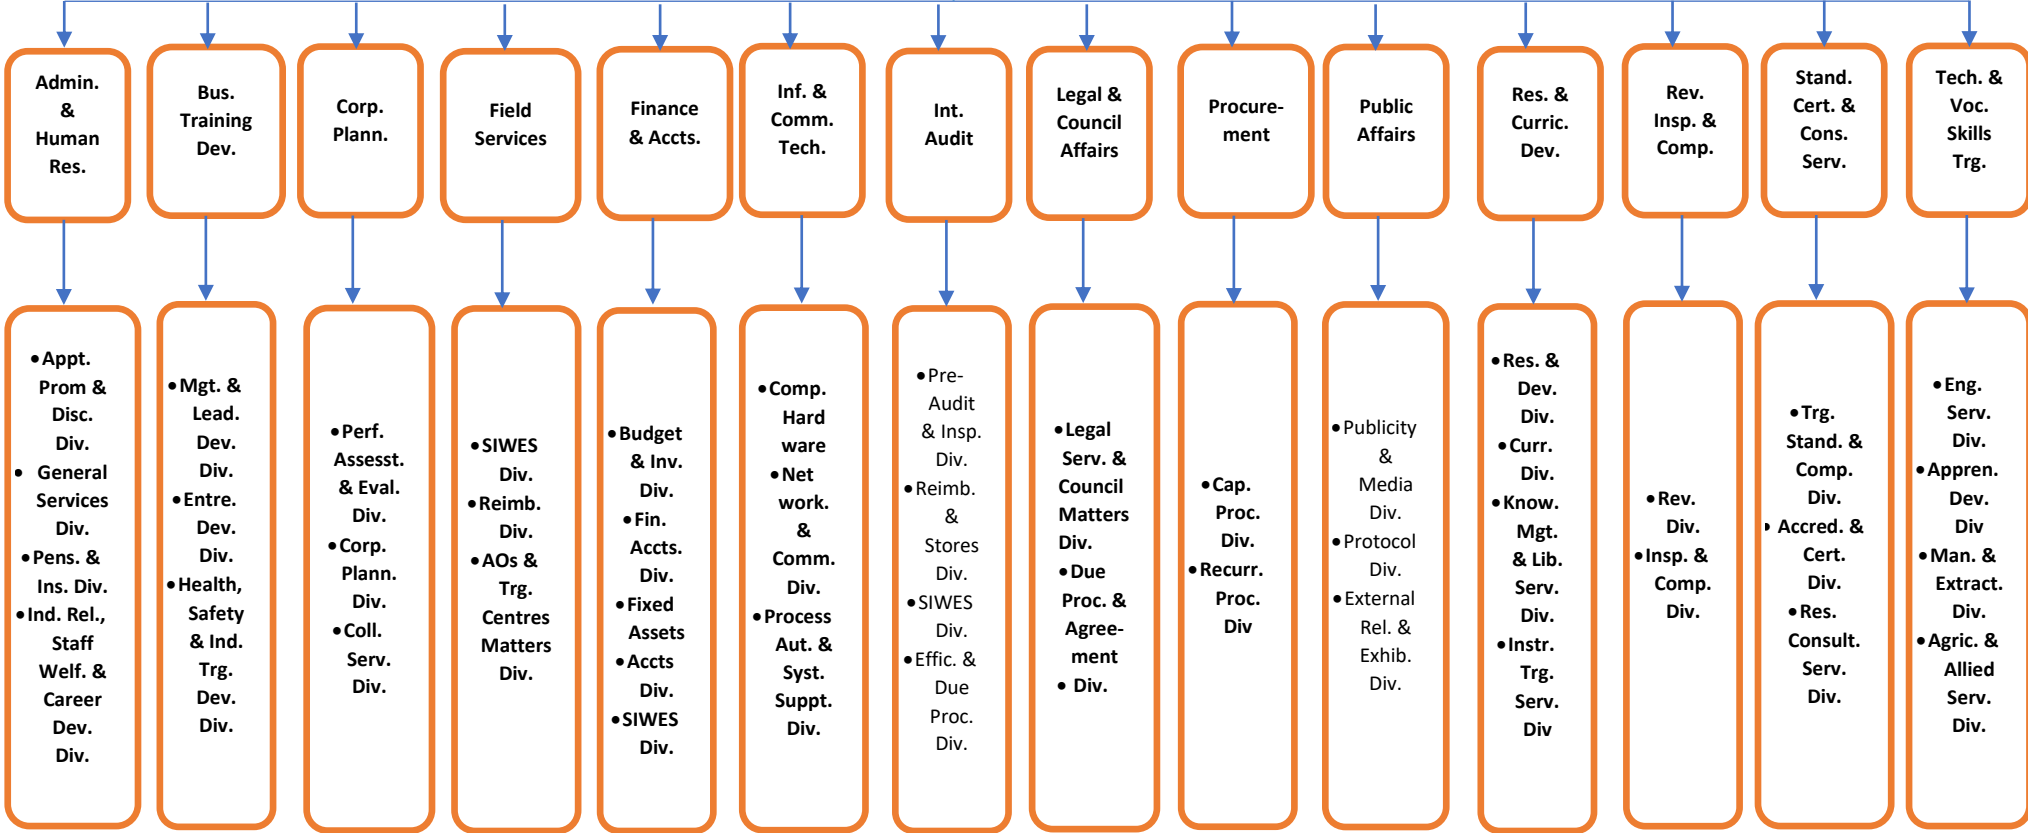 Admin.
&
Human
Res.
Bus.
Training
Dev.
Corp.
Plann.
Field
Services
Finance
& Accts.
Inf. &
Comm.
Tech.
Int.
Audit
Legal &
Council
Affairs
Procure-
ment
Public
Affairs
Res. &
Curric.
Dev.
Rev.
Insp. &
Comp.
Stand.
Cert. &
Cons.
Serv.
Tech. &
Voc.
Skills
Trg.
•Appt.
Prom &
Disc.
Div.
• General
Services
Div.
•Pens. &
Ins. Div.
•Ind. Rel.,
Staff
Welf. &
Career
Dev.
Div.
•Mgt. &
Lead.
Dev.
Div.
•Entre.
Dev.
Div.
•Health,
Safety
& Ind.
Trg.
Dev.
Div.
•Perf.
Assesst.
& Eval.
Div.
•Corp.
Plann.
Div.
•Coll.
Serv.
Div.
•SIWES
Div.
•Reimb.
Div.
•AOs &
Trg.
Centres
Matters
Div.
•Budget
& Inv.
Div.
•Fin.
Accts.
Div.
•Fixed
Assets
•Accts
Div.
•SIWES
Div.
•Comp.
Hard
ware
•Net
work.
&
Comm.
Div.
•Process
Aut. &
Syst.
Suppt.
Div.
•Pre-
Audit
& Insp.
Div.
•Reimb.
&
Stores
Div.
•SIWES
Div.
•Effic. &
Due
Proc.
Div.
•Legal
Serv. &
Council
Matters
Div.
•Due
Proc. &
Agree-
ment
• Div.
•Cap.
Proc.
Div.
•Recurr.
Proc.
Div
•Publicity
&
Media
Div.
•Protocol
Div.
•External
Rel. &
Exhib.
Div.
•Res. &
Dev.
Div.
•Curr.
Div.
•Know.
Mgt.
& Lib.
Serv.
Div.
•Instr.
Trg.
Serv.
Div
•Rev.
Div.
•Insp. &
Comp.
Div.
•Trg.
Stand. &
Comp.
Div.
• Accred. &
Cert.
Div.
•Res.
Consult.
Serv.
Div.
•Eng.
Serv.
Div.
•Appren.
Dev.
Div
•Man. &
Extract.
Div.
•Agric. &
Allied
Serv.
Div.